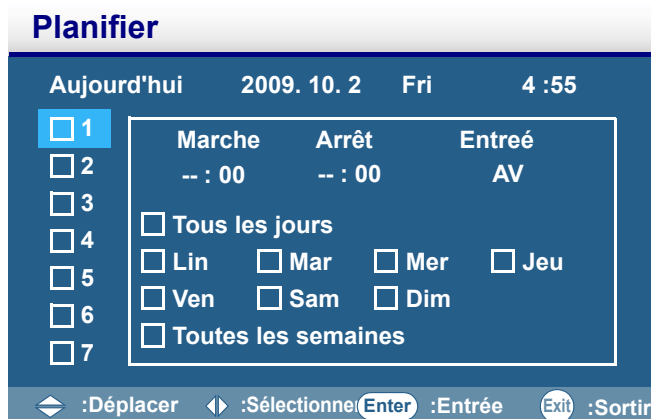 Planifier
Aujourd'hui 2009. 10. 2 Fri 4 :55
1
2
3
4
5
6
7
Marche Arrêt Entreé
-- : 00 -- : 00 AV
Tous les jours
Lin Mar Mer Jeu
Ven Sam Dim
Toutes les semaines
:Déplacer :Sélectionner Enter :Entrée Exit :Sortir